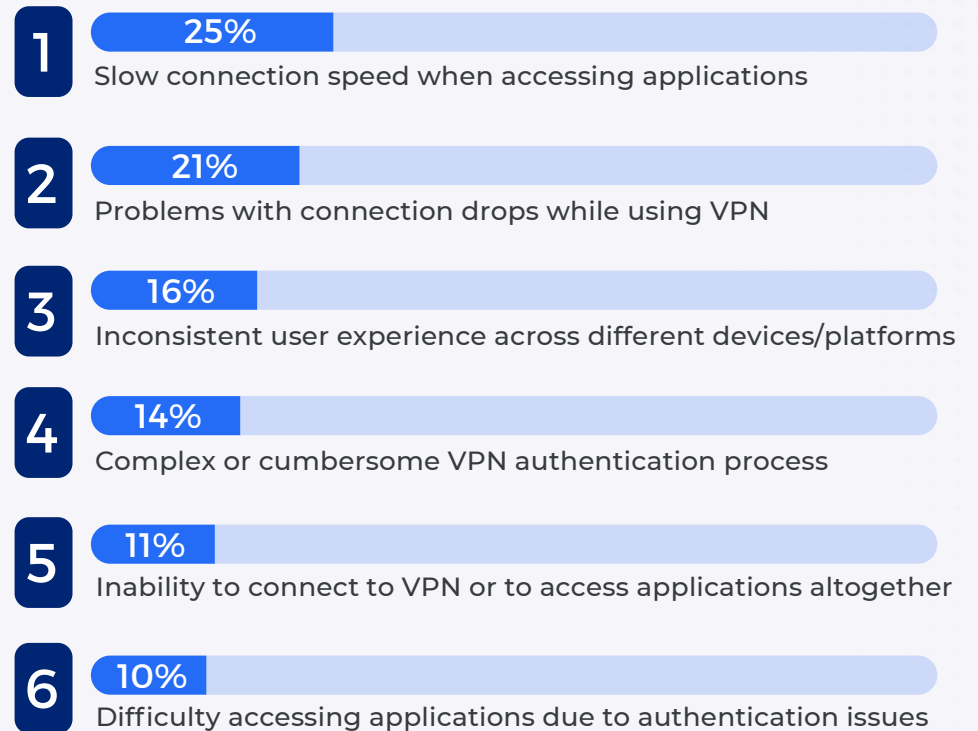 1
25%
Slow connection speed when accessing applications
2
21%
Problems with connection drops while using VPN
3
16%
Inconsistent user experience across different devices/platforms
4
14%
Complex or cumbersome VPN authentication process
5
11%
Inability to connect to VPN or to access applications altogether
6
10%
Difficulty accessing applications due to authentication issues